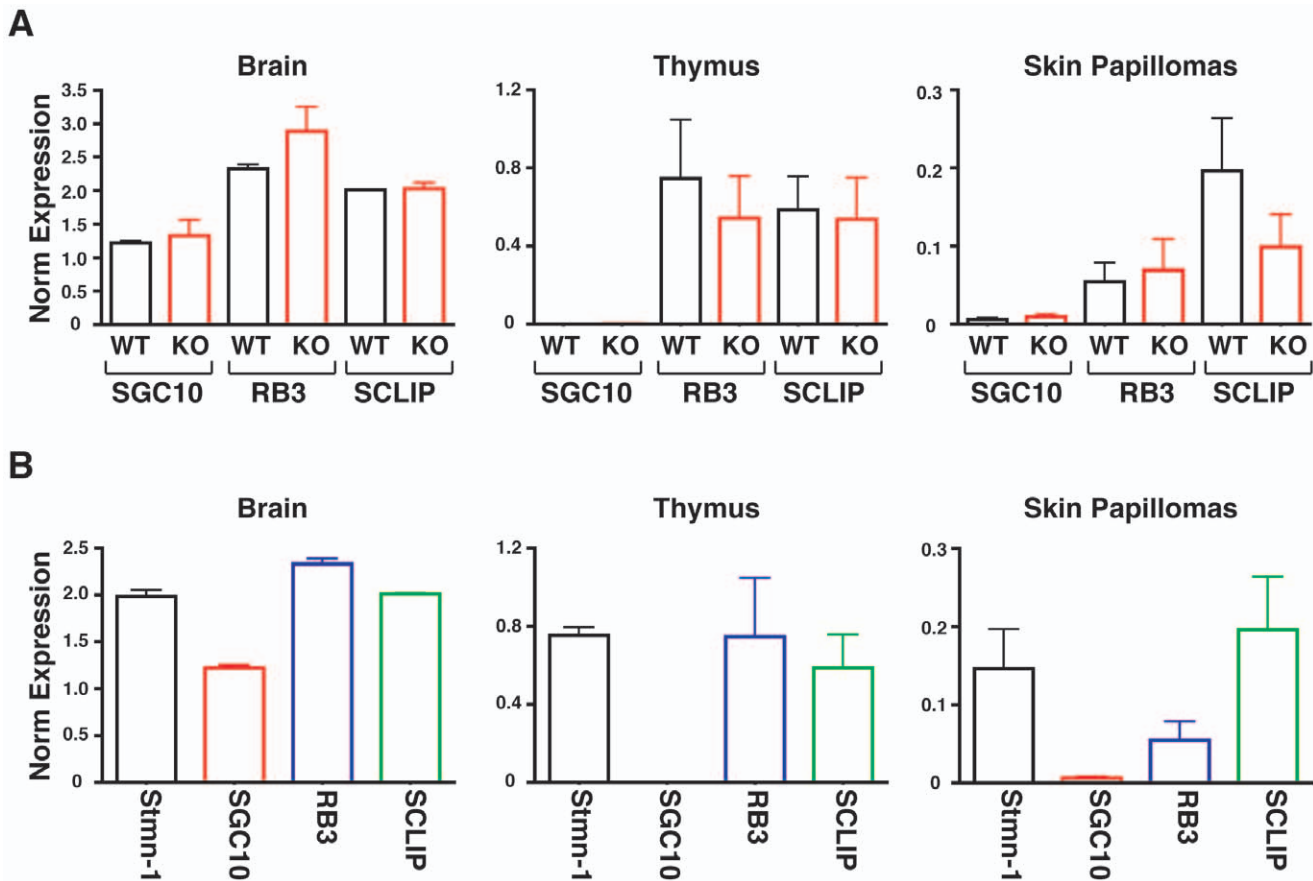 A
Brain
Thymus
Skin Papillomas
Norm Expression
3.5
3.0
2.5
2.0
1.5
1.0
0.5
0
WT KO WT KO WT KO
SGC10 RB3 SCLIP
1.2
0.8
0.4
0
WT KO WT KO WT KO
SGC10 RB3 SCLIP
0.3
0.2
0.1
0
WT KO WT KO WT KO
SGC10 RB3 SCLIP
B
Brain
Thymus
Skin Papillomas
Norm Expression
2.5
2.0
1.5
1.0
0.5
0
Stmn-1
SGC10
RB3
SCLIP
1.2
0.8
0.4
0
Stmn-1
SGC10
RB3
SCLIP
0.3
0.2
0.1
0
Stmn-1
SGC10
RB3
SCLIP